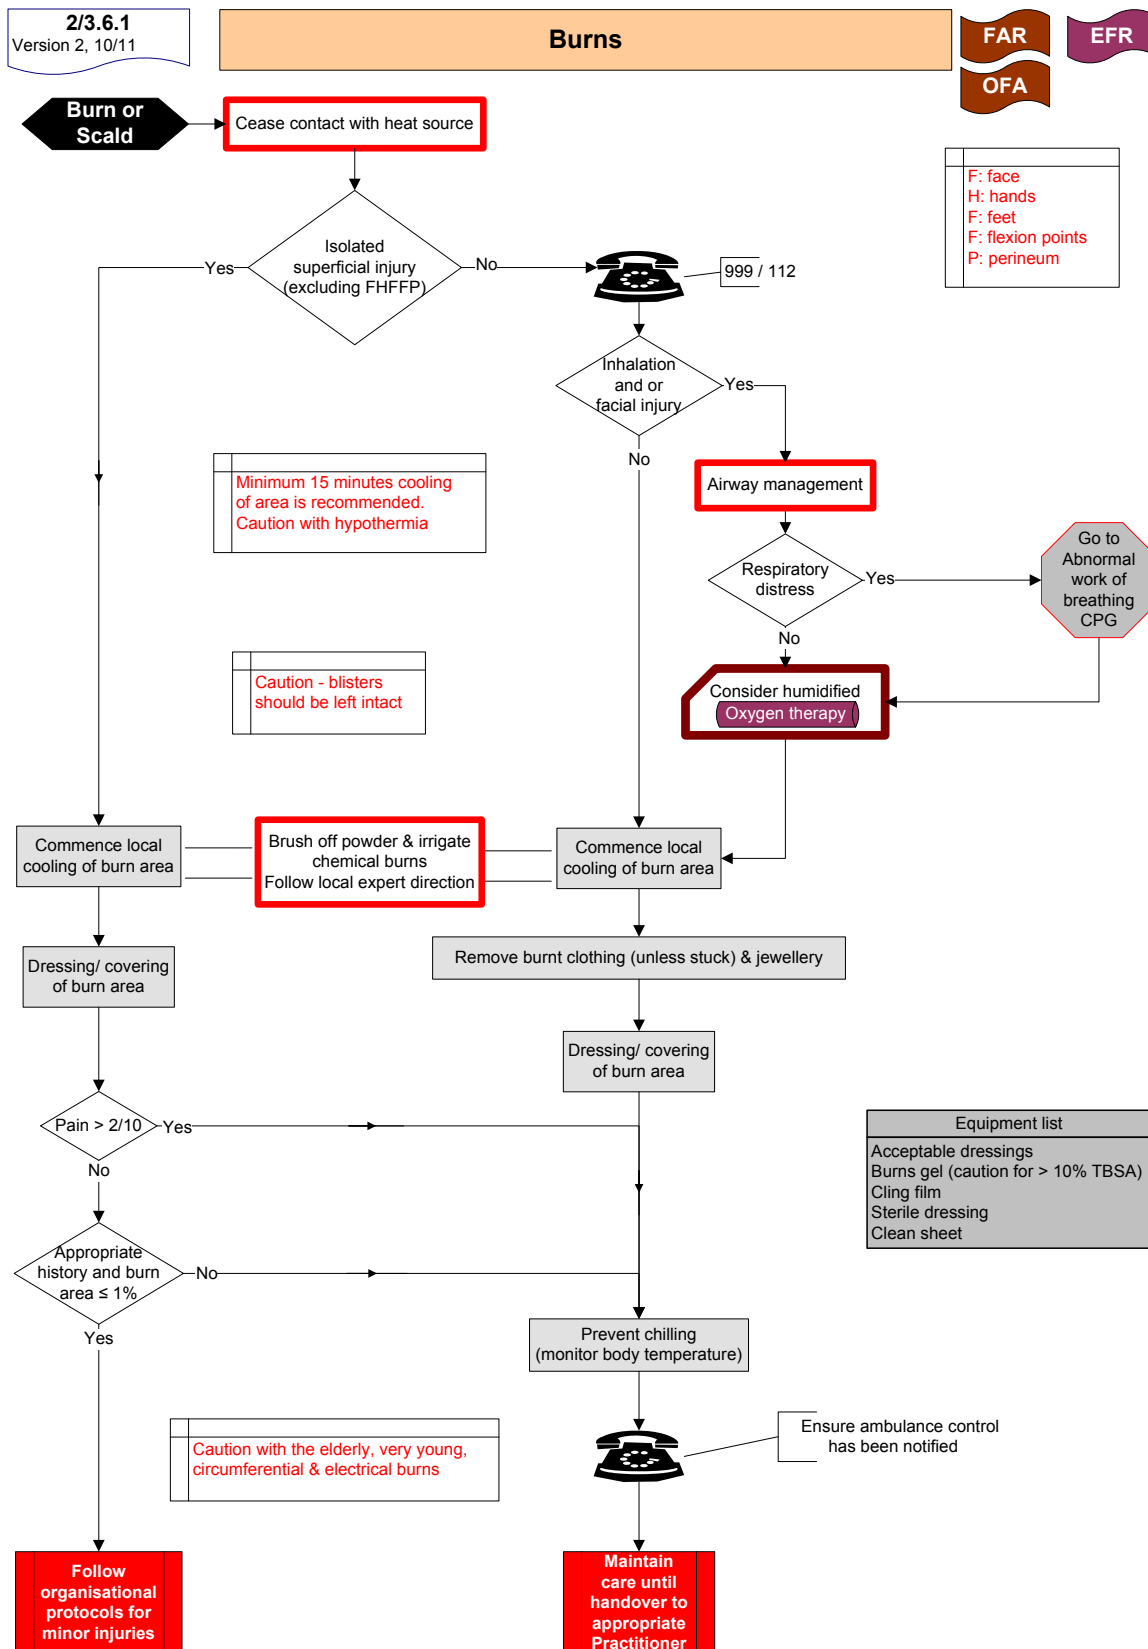 2/3.6.1
Version 2, 10/11
Burns
FAR
EFR
OFA
Burn or
Scald
Cease contact with heat source
F: face
H: hands
F: feet
F: flexion points
P: perineum
Isolated
superficial injury
(excluding FHFFP)
Yes
No
999 / 112
Inhalation
and or
facial injury
Yes
No
Minimum 15 minutes cooling
of area is recommended.
Caution with hypothermia
Airway management
Respiratory
distress
Yes
No
Go to
Abnormal
work of
breathing
CPG
Caution - blisters
should be left intact
Consider humidified
Oxygen therapy
Commence local
cooling of burn area
Brush off powder & irrigate
chemical burns
Follow local expert direction
Commence local
cooling of burn area
Remove burnt clothing (unless stuck) & jewellery
Dressing/ covering
of burn area
Dressing/ covering
of burn area
Pain > 2/10
Yes
No
Equipment list
Acceptable dressings
Burns gel (caution for > 10% TBSA)
Cling film
Sterile dressing
Clean sheet
Appropriate
history and burn
area ≤ 1%
No
Yes
Prevent chilling
(monitor body temperature)
Caution with the elderly, very young,
circumferential & electrical burns
Ensure ambulance control
has been notified
Follow
organisational
protocols for
minor injuries
Maintain
care until
handover to
appropriate
Practitioner